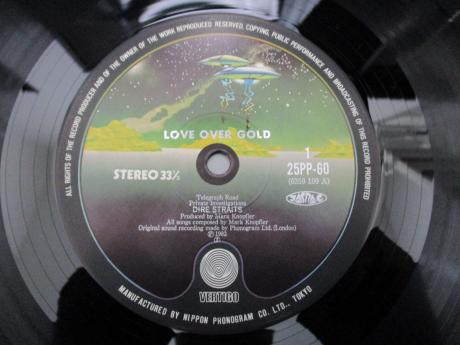 ALL RIGHTS OF THE RECORD PRODUCER AND OF THE OWNER OF THE WORK REPRODUCED RESERVED. COPYING, PUBLIC PERFORMANCE AND BROADCASTING OF THIS RECORD PROHIBITED
LOVE OVER GOLD
STEREO 33⅓
1
25PP-60
(6359 109 A)
Telegraph Road
Private Investigations
DIRE STRAITS
Produced by Mark Knopfler
All songs composed by Mark Knopfler
Original sound recording made by Phonogram Ltd. (London)
℗ 1982
VERTIGO
MANUFACTURED BY NIPPON PHONOGRAM CO. LTD., TOKYO